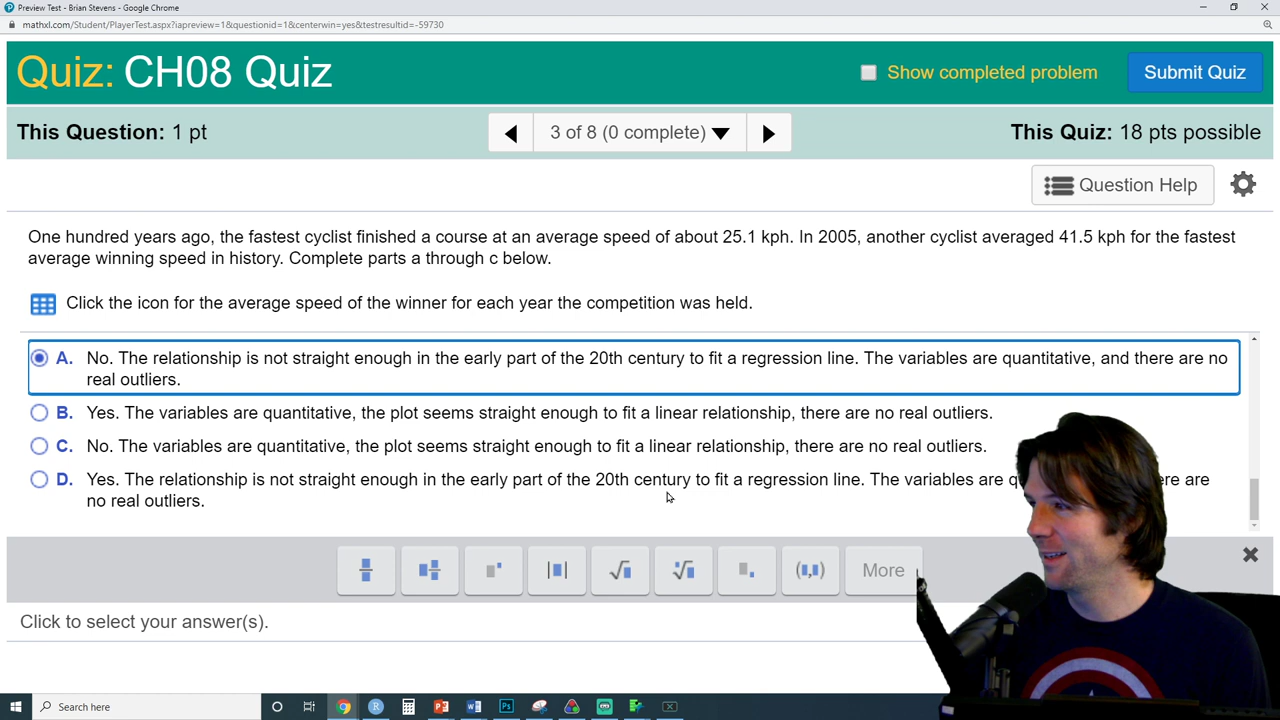 Preview Test - Brian Stevens - Google Chrome
mathxl.com/Student/PlayerTest.aspx?iapreview=1&questionid=1&centerwin=yes&testresultid=-59730
Quiz: CH08 Quiz
Show completed problem
Submit Quiz
This Question: 1 pt
3 of 8 (0 complete)
This Quiz: 18 pts possible
Question Help
One hundred years ago, the fastest cyclist finished a course at an average speed of about 25.1 kph. In 2005, another cyclist averaged 41.5 kph for the fastest
average winning speed in history. Complete parts a through c below.
Click the icon for the average speed of the winner for each year the competition was held.
A. No. The relationship is not straight enough in the early part of the 20th century to fit a regression line. The variables are quantitative, and there are no
real outliers.
B. Yes. The variables are quantitative, the plot seems straight enough to fit a linear relationship, there are no real outliers.
C. No. The variables are quantitative, the plot seems straight enough to fit a linear relationship, there are no real outliers.
D. Yes. The relationship is not straight enough in the early part of the 20th century to fit a regression line. The variables are are
no real outliers.
More
Click to select your answer(s).
Search here